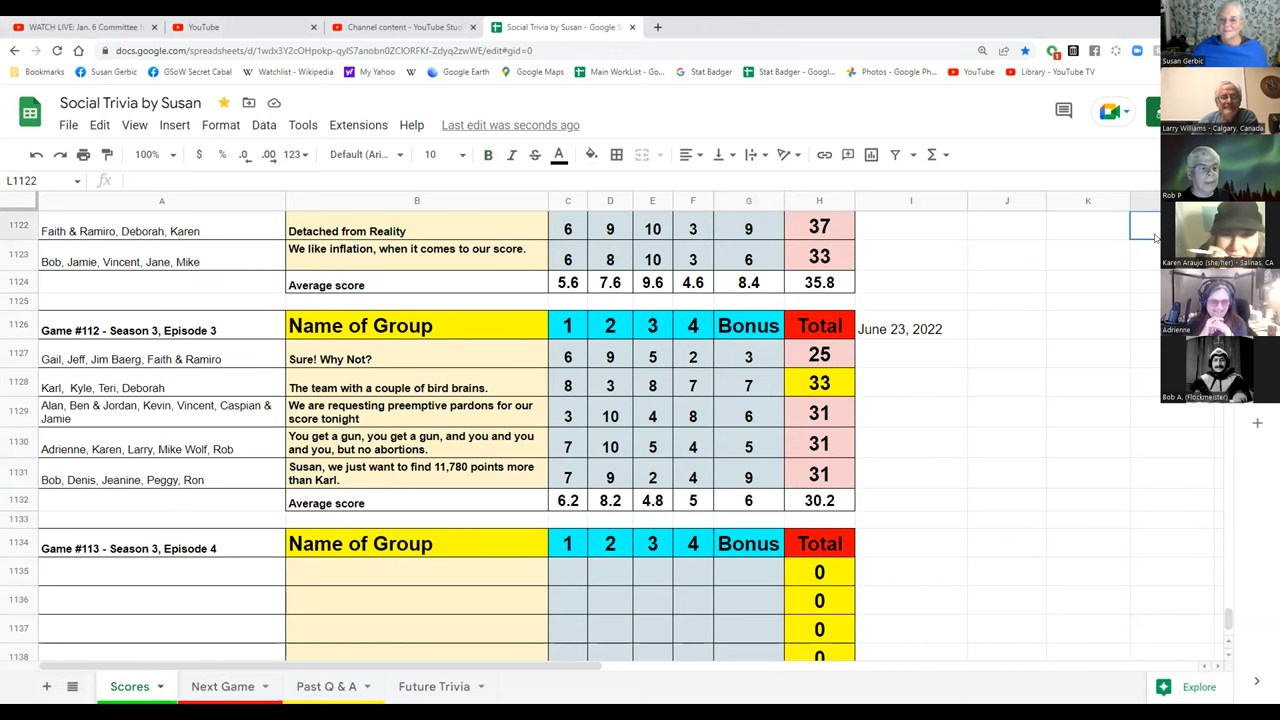 WATCH LIVE: Jan. 6 Committee h × YouTube × Channel content - YouTube Stud × Social Trivia by Susan - Google S × +
docs.google.com/spreadsheets/d/1wdx3Y2cOHpokp-qyIS7anobn0ZCIORFKf-Zdyq2zwWE/edit#gid=0
Bookmarks Susan Gerbic GSoW Secret Cabal Watchlist - Wikipedia My Yahoo Google Earth Google Maps Main WorkList - Go... Stat Badger Stat Badger - Googl... Photos - Google Ph... YouTube Library - YouTube TV
Susan Gerbic
Social Trivia by Susan
File Edit View Insert Format Data Tools Extensions Help Last edit was seconds ago
Larry Williams - Calgary, Canada
100% $ % .0 .00 123 Default (Ari... 10 B I S A
L1122 fx
Rob P
A B C D E F G H I J K
1122 Faith & Ramiro, Deborah, Karen Detached from Reality 6 9 10 3 9 37
1123 Bob, Jamie, Vincent, Jane, Mike We like inflation, when it comes to our score. 6 8 10 3 6 33
Karen Araujo (she/her) - Salinas, CA
1124 Average score 5.6 7.6 9.6 4.6 8.4 35.8
1125
1126 Game #112 - Season 3, Episode 3 Name of Group 1 2 3 4 Bonus Total June 23, 2022
Adrienne
1127 Gail, Jeff, Jim Baerg, Faith & Ramiro Sure! Why Not? 6 9 5 2 3 25
1128 Karl, Kyle, Teri, Deborah The team with a couple of bird brains. 8 3 8 7 7 33
Bob A. (Flockmeister)
1129 Alan, Ben & Jordan, Kevin, Vincent, Caspian &
Jamie
We are requesting preemptive pardons for our
score tonight
3 10 4 8 6 31
1130 Adrienne, Karen, Larry, Mike Wolf, Rob
You get a gun, you get a gun, and you and you
and you, but no abortions.
7 10 5 4 5 31
1131 Bob, Denis, Jeanine, Peggy, Ron
Susan, we just want to find 11,780 points more
than Karl.
7 9 2 4 9 31
1132 Average score 6.2 8.2 4.8 5 6 30.2
1133
1134 Game #113 - Season 3, Episode 4 Name of Group 1 2 3 4 Bonus Total
1135 0
1136 0
1137 0
1138 0
+ Scores Next Game Past Q & A Future Trivia Explore